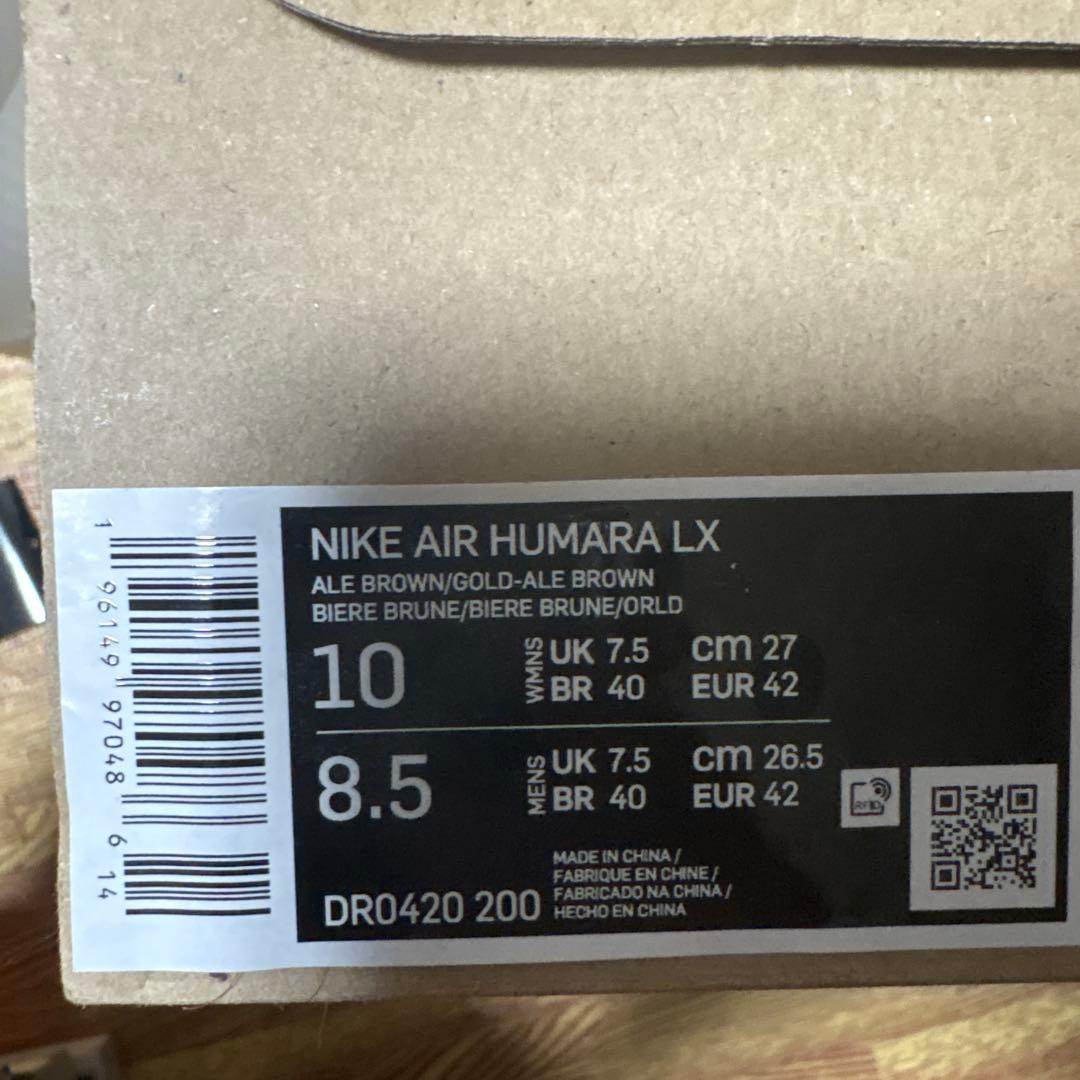 NIKE AIR HUMARA LX
ALE BROWN/GOLD-ALE BROWN
BIERE BRUNE/BIERE BRUNE/ORLD
10 WMNS UK 7.5 cm 27
BR 40 EUR 42
8.5 MENS UK 7.5 cm 26.5
BR 40 EUR 42
RFID
MADE IN CHINA /
FABRIQUE EN CHINE /
FABRICADO NA CHINA /
HECHO EN CHINA
DR0420 200
1 96149 97048 6 14